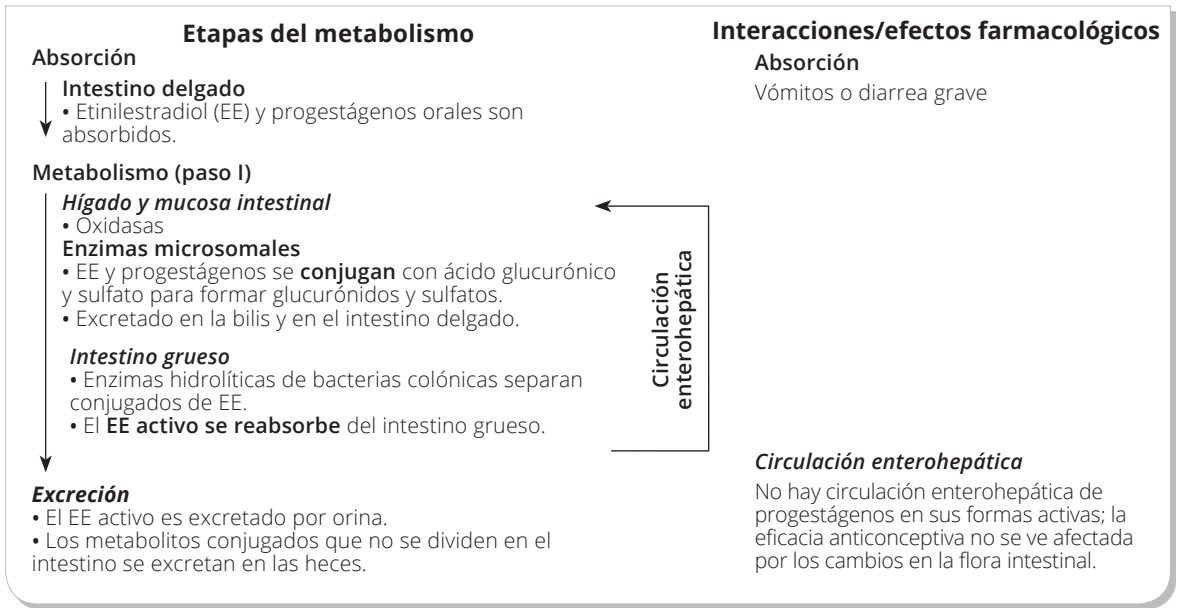 Etapas del metabolismo
Absorción
Intestino delgado
• Etinilestradiol (EE) y progestágenos orales son
absorbidos.
Metabolismo (paso I)
Hígado y mucosa intestinal
• Oxidasas
Enzimas microsomales
• EE y progestágenos se conjugan con ácido glucurónico
y sulfato para formar glucurónidos y sulfatos.
• Excretado en la bilis y en el intestino delgado.
Intestino grueso
• Enzimas hidrolíticas de bacterias colónicas separan
conjugados de EE.
• El EE activo se reabsorbe del intestino grueso.
Excreción
• El EE activo es excretado por orina.
• Los metabolitos conjugados que no se dividen en el
intestino se excretan en las heces.
Circulación
enterohepática
Interacciones/efectos farmacológicos
Absorción
Vómitos o diarrea grave
Circulación enterohepática
No hay circulación enterohepática de
progestágenos en sus formas activas; la
eficacia anticonceptiva no se ve afectada
por los cambios en la flora intestinal.